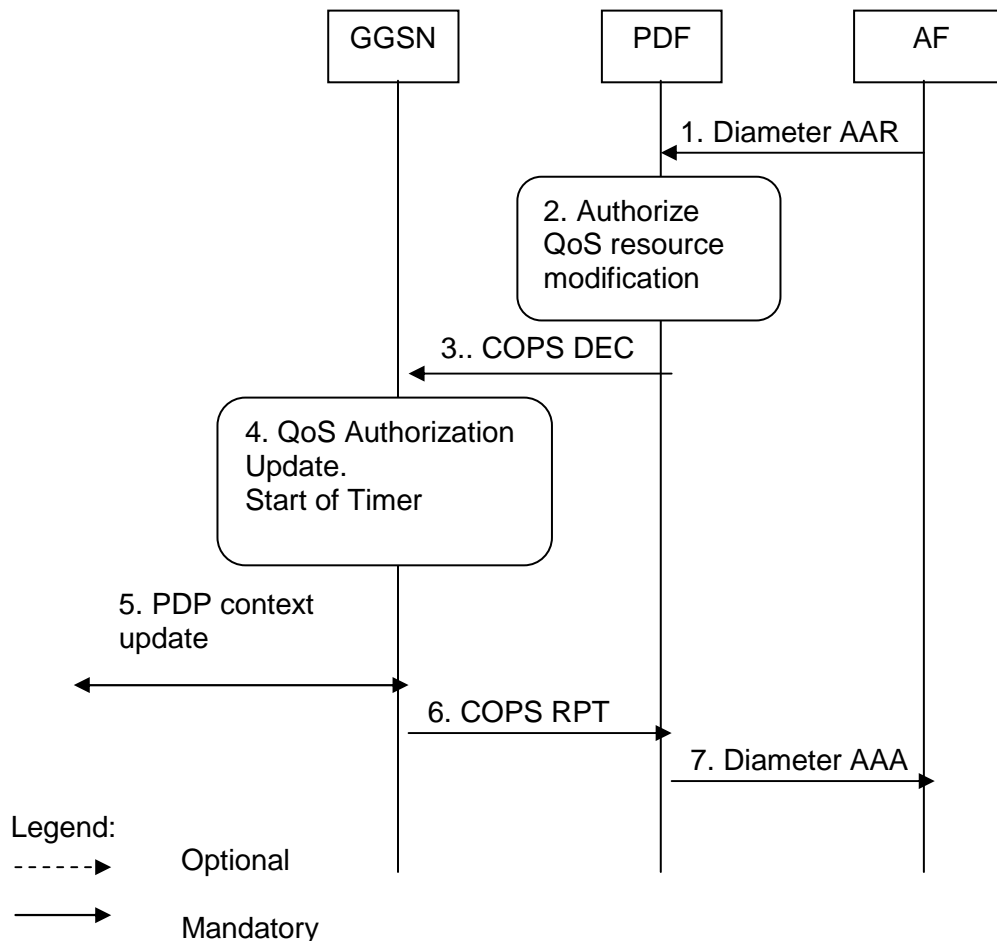 GGSN
PDF
AF
1. Diameter AAR
2. Authorize
QoS resource
modification
3.. COPS DEC
4. QoS Authorization
Update.
Start of Timer
5. PDP context
update
6. COPS RPT
7. Diameter AAA
Legend:
Optional
Mandatory